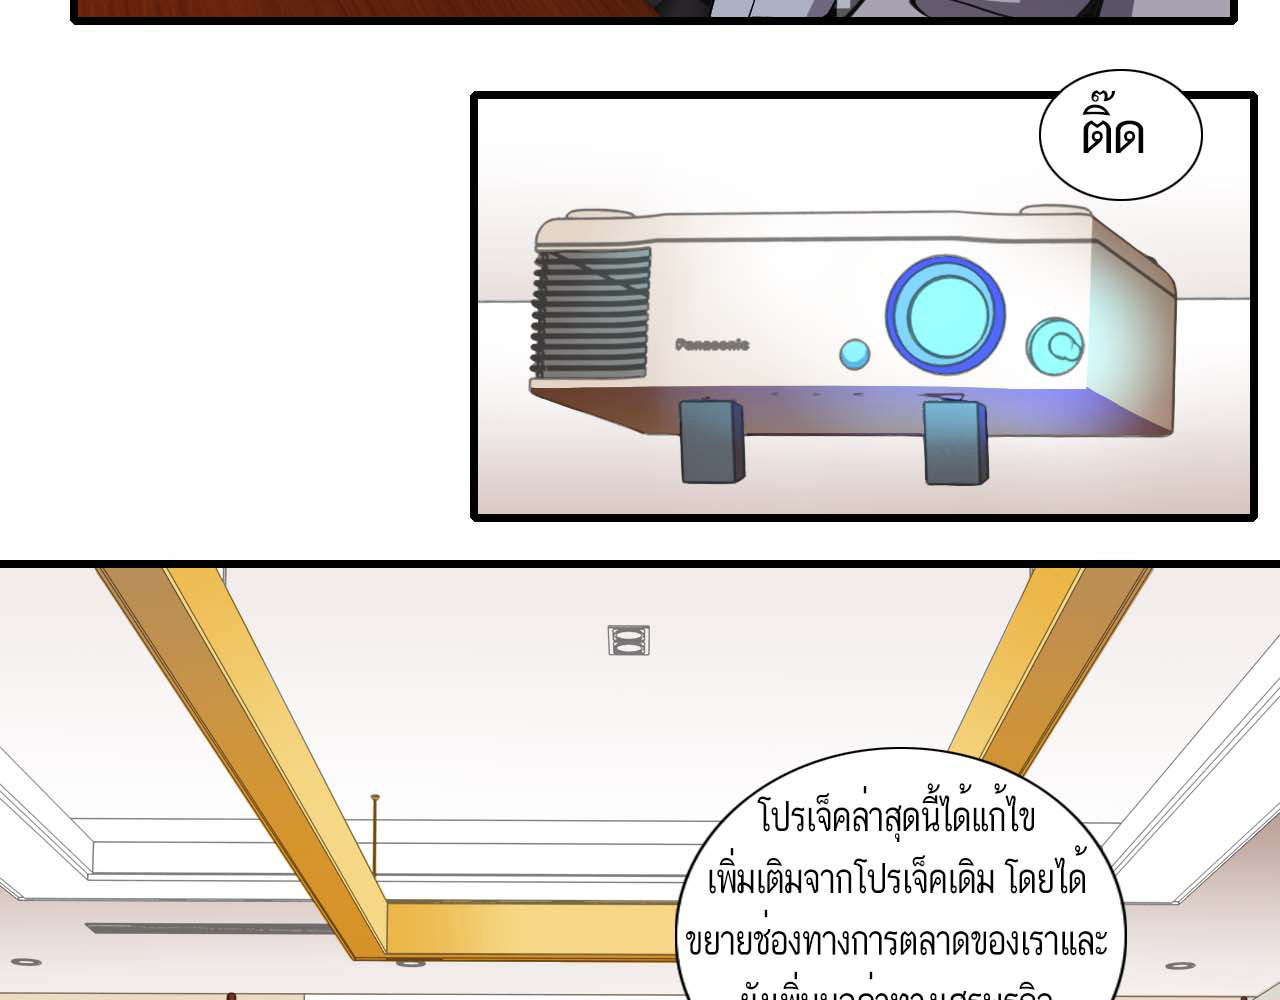 ติ๊ด
Panasonic
โปรเจ็คล่าสุดนี้ได้แก้ไข
เพิ่มเติมจากโปรเจ็คเดิม โดยได้
ขยายช่องทางการตลาดของเราและ